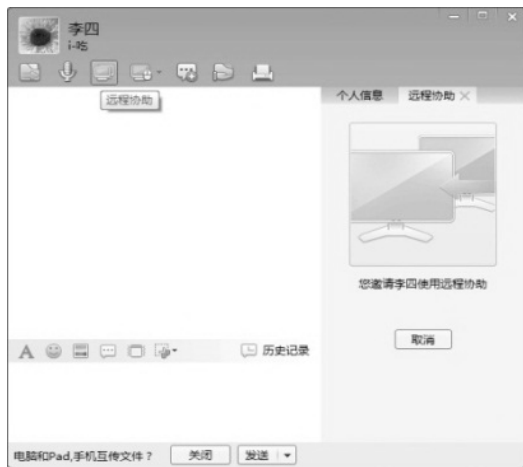 李四
i-吃
远程协助
个人信息 远程协助
您邀请李四使用远程协助
取消
历史记录
电脑和Pad,手机互传文件？ 关闭 发送